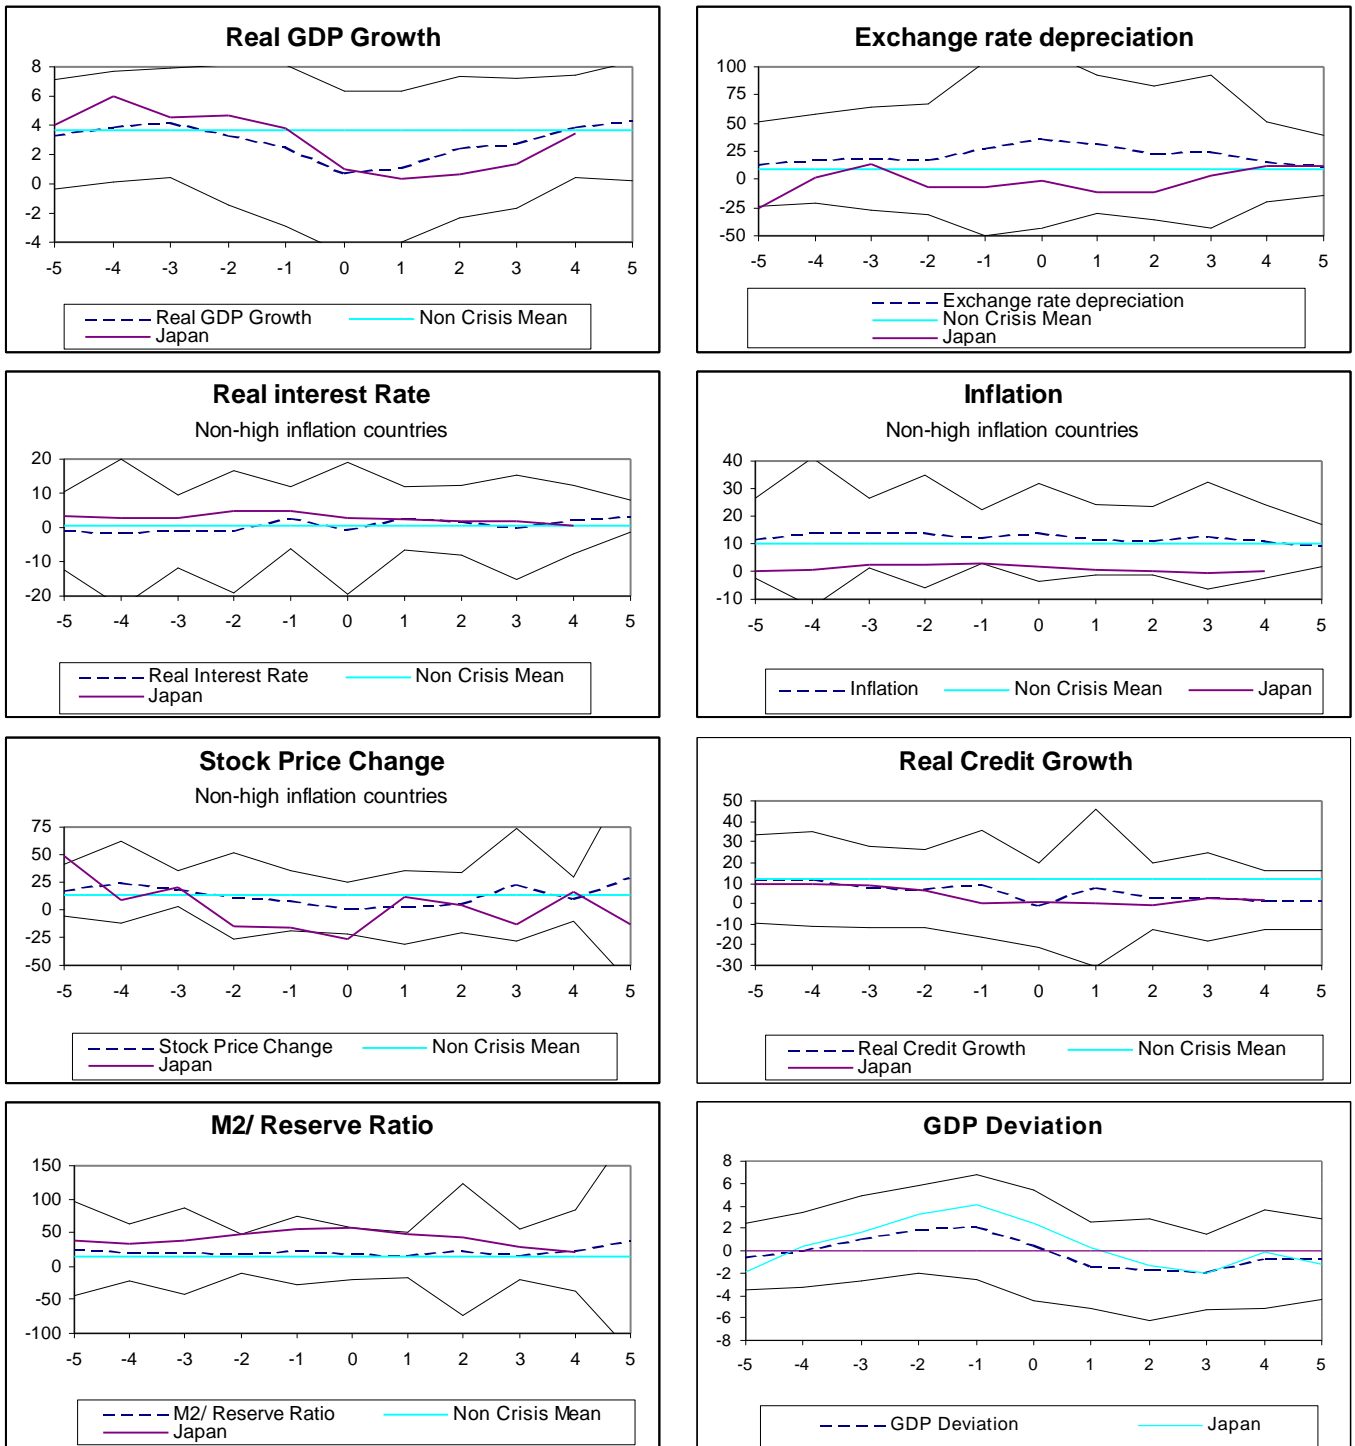 Real GDP Growth
8
6
4
2
0
-2
-4
-5 -4 -3 -2 -1 0 1 2 3 4 5
Real GDP Growth Non Crisis Mean
Japan
Exchange rate depreciation
100
75
50
25
0
-25
-50
-5 -4 -3 -2 -1 0 1 2 3 4 5
Exchange rate depreciation
Non Crisis Mean
Japan
Real interest Rate
Non-high inflation countries
20
10
0
-10
-20
-5 -4 -3 -2 -1 0 1 2 3 4 5
Real Interest Rate Non Crisis Mean
Japan
Inflation
Non-high inflation countries
40
30
20
10
0
-10
-5 -4 -3 -2 -1 0 1 2 3 4 5
Inflation Non Crisis Mean Japan
Stock Price Change
Non-high inflation countries
75
50
25
0
-25
-50
-5 -4 -3 -2 -1 0 1 2 3 4 5
Stock Price Change Non Crisis Mean
Japan
Real Credit Growth
50
40
30
20
10
0
-10
-20
-30
-5 -4 -3 -2 -1 0 1 2 3 4 5
Real Credit Growth Non Crisis Mean
Japan
M2/ Reserve Ratio
150
100
50
0
-50
-100
-5 -4 -3 -2 -1 0 1 2 3 4 5
M2/ Reserve Ratio Non Crisis Mean
Japan
GDP Deviation
8
6
4
2
0
-2
-4
-6
-8
-5 -4 -3 -2 -1 0 1 2 3 4 5
GDP Deviation Japan